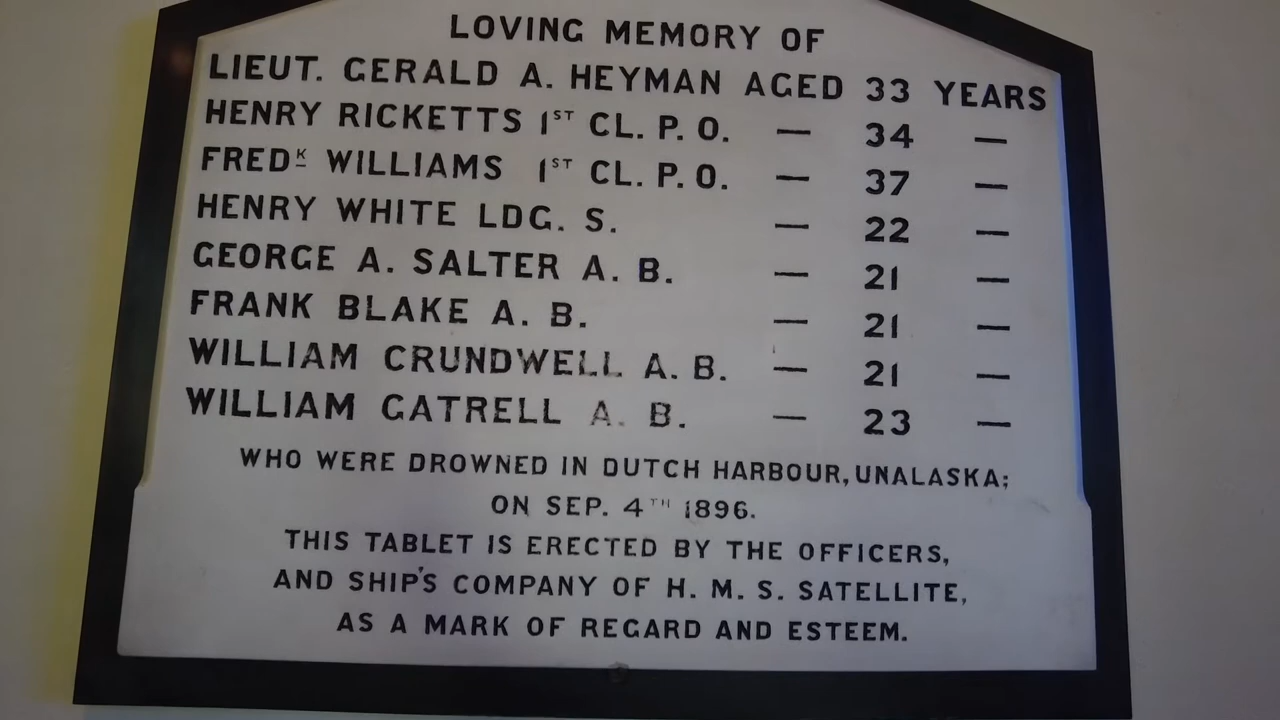 LOVING MEMORY OF
LIEUT. GERALD A. HEYMAN AGED 33 YEARS
HENRY RICKETTS 1ST CL. P. O. — 34 —
FREDK WILLIAMS 1ST CL. P. O. — 37 —
HENRY WHITE LDG. S. — 22 —
GEORGE A. SALTER A. B. — 21 —
FRANK BLAKE A. B. — 21 —
WILLIAM CRUNDWELL A. B. — 21 —
WILLIAM GATRELL A. B. — 23 —
WHO WERE DROWNED IN DUTCH HARBOUR, UNALASKA;
ON SEP. 4TH 1896.
THIS TABLET IS ERECTED BY THE OFFICERS,
AND SHIP'S COMPANY OF H. M. S. SATELLITE,
AS A MARK OF REGARD AND ESTEEM.